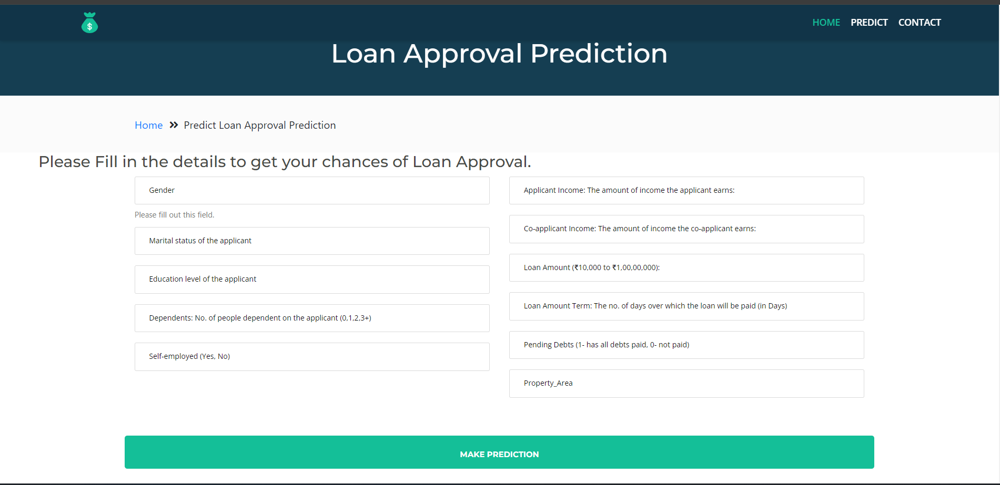 $
HOME PREDICT CONTACT
Loan Approval Prediction
Home » Predict Loan Approval Prediction
Please Fill in the details to get your chances of Loan Approval.
Gender
Please fill out this field.
Marital status of the applicant
Education level of the applicant
Dependents: No. of people dependent on the applicant (0,1,2,3+)
Self-employed (Yes, No)
Applicant Income: The amount of income the applicant earns:
Co-applicant Income: The amount of income the co-applicant earns:
Loan Amount (₹10,000 to ₹1,00,00,000):
Loan Amount Term: The no. of days over which the loan will be paid (in Days)
Pending Debts (1- has all debts paid, 0- not paid)
Property_Area
MAKE PREDICTION